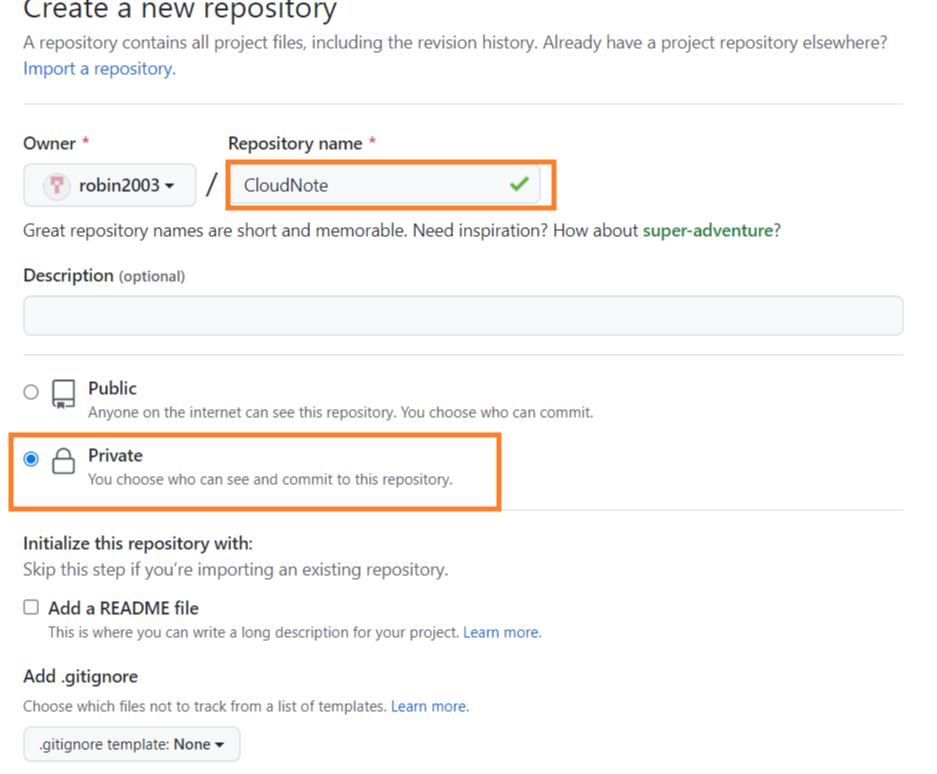 Create a new repository
A repository contains all project files, including the revision history. Already have a project repository elsewhere?
Import a repository.
Owner * Repository name *
robin2003 / CloudNote
Great repository names are short and memorable. Need inspiration? How about super-adventure?
Description (optional)
Public
Anyone on the internet can see this repository. You choose who can commit.
Private
You choose who can see and commit to this repository.
Initialize this repository with:
Skip this step if you’re importing an existing repository.
Add a README file
This is where you can write a long description for your project. Learn more.
Add .gitignore
Choose which files not to track from a list of templates. Learn more.
.gitignore template: None